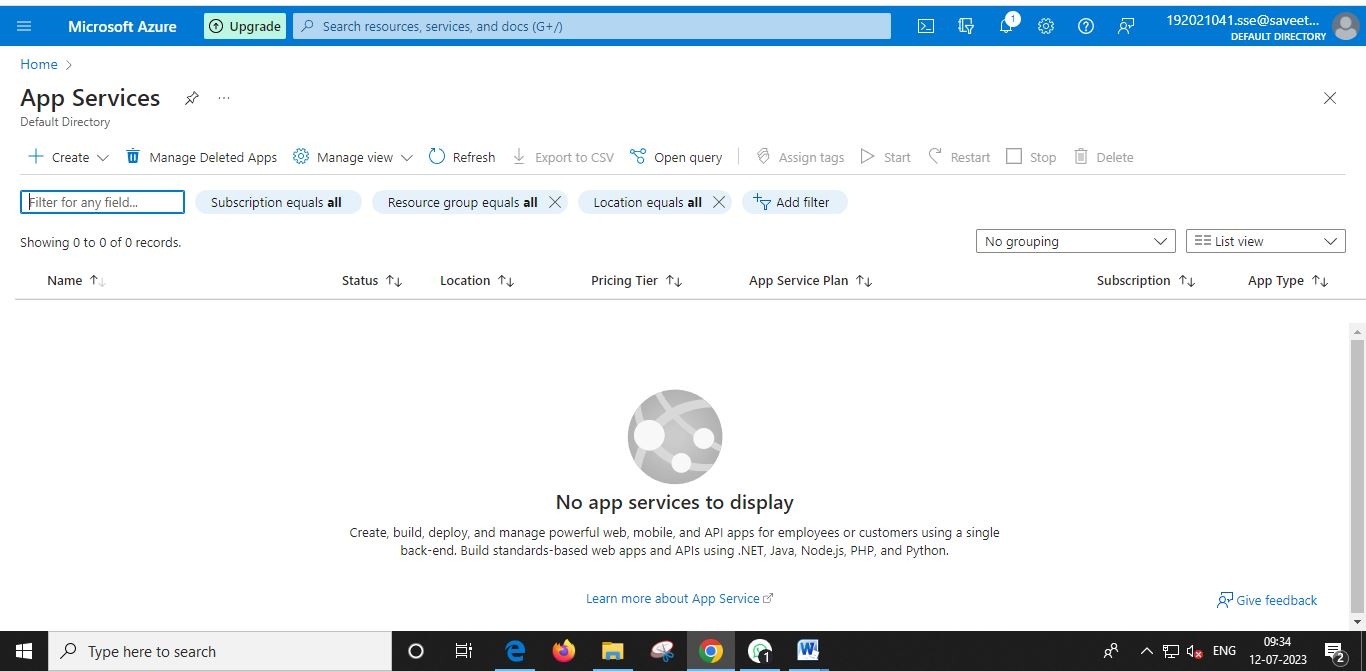 Microsoft Azure
Upgrade
Search resources, services, and docs (G+/)
1
192021041.sse@saveet...
DEFAULT DIRECTORY
Home
App Services
Default Directory
Create
Manage Deleted Apps
Manage view
Refresh
Export to CSV
Open query
Assign tags
Start
Restart
Stop
Delete
Filter for any field...
Subscription equals all
Resource group equals all
Location equals all
Add filter
Showing 0 to 0 of 0 records.
No grouping
List view
Name
Status
Location
Pricing Tier
App Service Plan
Subscription
App Type
No app services to display
Create, build, deploy, and manage powerful web, mobile, and API apps for employees or customers using a single
back-end. Build standards-based web apps and APIs using .NET, Java, Node.js, PHP, and Python.
Learn more about App Service
Give feedback
Type here to search
1
ENG
09:34
12-07-2023
2